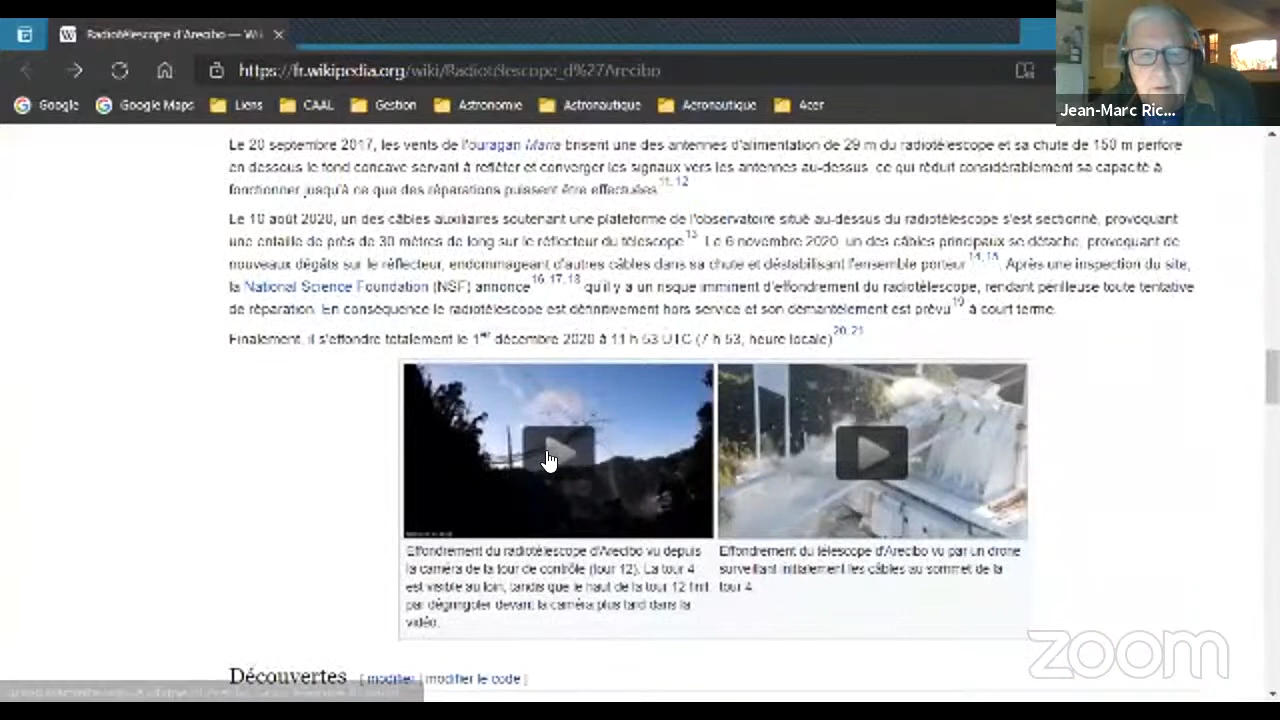 Radiotélescope d'Arecibo — Wi
https://fr.wikipedia.org/wiki/Radiotélescope_d%27Arecibo
Google Google Maps Liens CAAL Gestion Astronomie Astronautique Aéronautique Acer
Jean-Marc Ric...
Le 20 septembre 2017, les vents de l'ouragan Maria brisent une des antennes d'alimentation de 29 m du radiotélescope et sa chute de 150 m perfore
en dessous le fond concave servant à refléter et converger les signaux vers les antennes au-dessus, ce qui réduit considérablement sa capacité à
fonctionner jusqu'à ce que des réparations puissent être effectuées 11, 12
Le 10 août 2020, un des câbles auxiliaires soutenant une plateforme de l'observatoire situé au-dessus du radiotélescope s'est sectionné, provoquant
une entaille de près de 30 mètres de long sur le réflecteur du télescope 13. Le 6 novembre 2020, un des câbles principaux se détache, provoquant de
nouveaux dégâts sur le réflecteur, endommageant d'autres câbles dans sa chute et déstabilisant l'ensemble porteur 14, 15. Après une inspection du site,
la National Science Foundation (NSF) annonce 16, 17, 18 qu'il y a un risque imminent d'effondrement du radiotélescope, rendant périlleuse toute tentative
de réparation. En conséquence le radiotélescope est définitivement hors service et son démantèlement est prévu 19 à court terme.
Finalement, il s'effondre totalement le 1er décembre 2020 à 11 h 53 UTC (7 h 53, heure locale) 20, 21
Effondrement du radiotélescope d'Arecibo vu depuis
la caméra de la tour de contrôle (tour 12). La tour 4
est visible au loin, tandis que le haut de la tour 12 finit
par dégringoler devant la caméra plus tard dans la
vidéo.
Effondrement du télescope d'Arecibo vu par un drone
surveillant initialement les câbles au sommet de la
tour 4.
Découvertes [ modifier | modifier le code ]
zoom